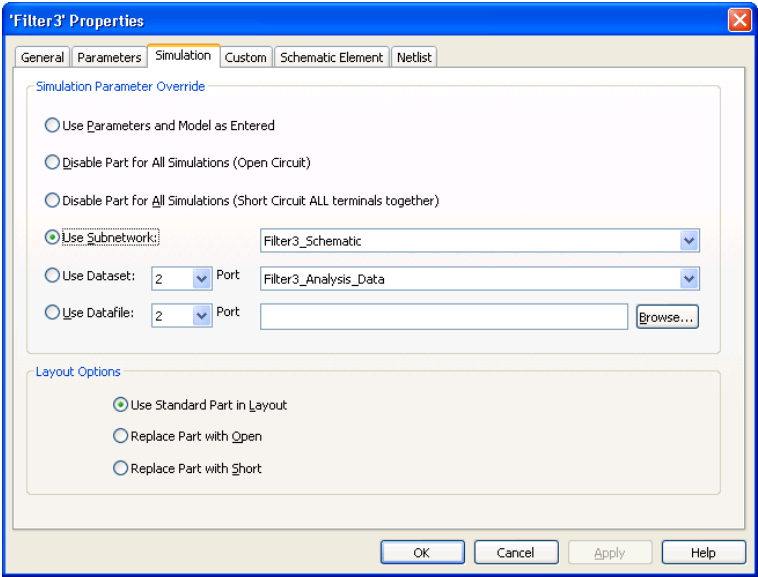 'Filter3' Properties
General Parameters Simulation Custom Schematic Element Netlist
Simulation Parameter Override
Use Parameters and Model as Entered
Disable Part for All Simulations (Open Circuit)
Disable Part for All Simulations (Short Circuit ALL terminals together)
Use Subnetwork: Filter3_Schematic
Use Dataset: 2 Port Filter3_Analysis_Data
Use Datafile: 2 Port Browse...
Layout Options
Use Standard Part in Layout
Replace Part with Open
Replace Part with Short
OK Cancel Apply Help